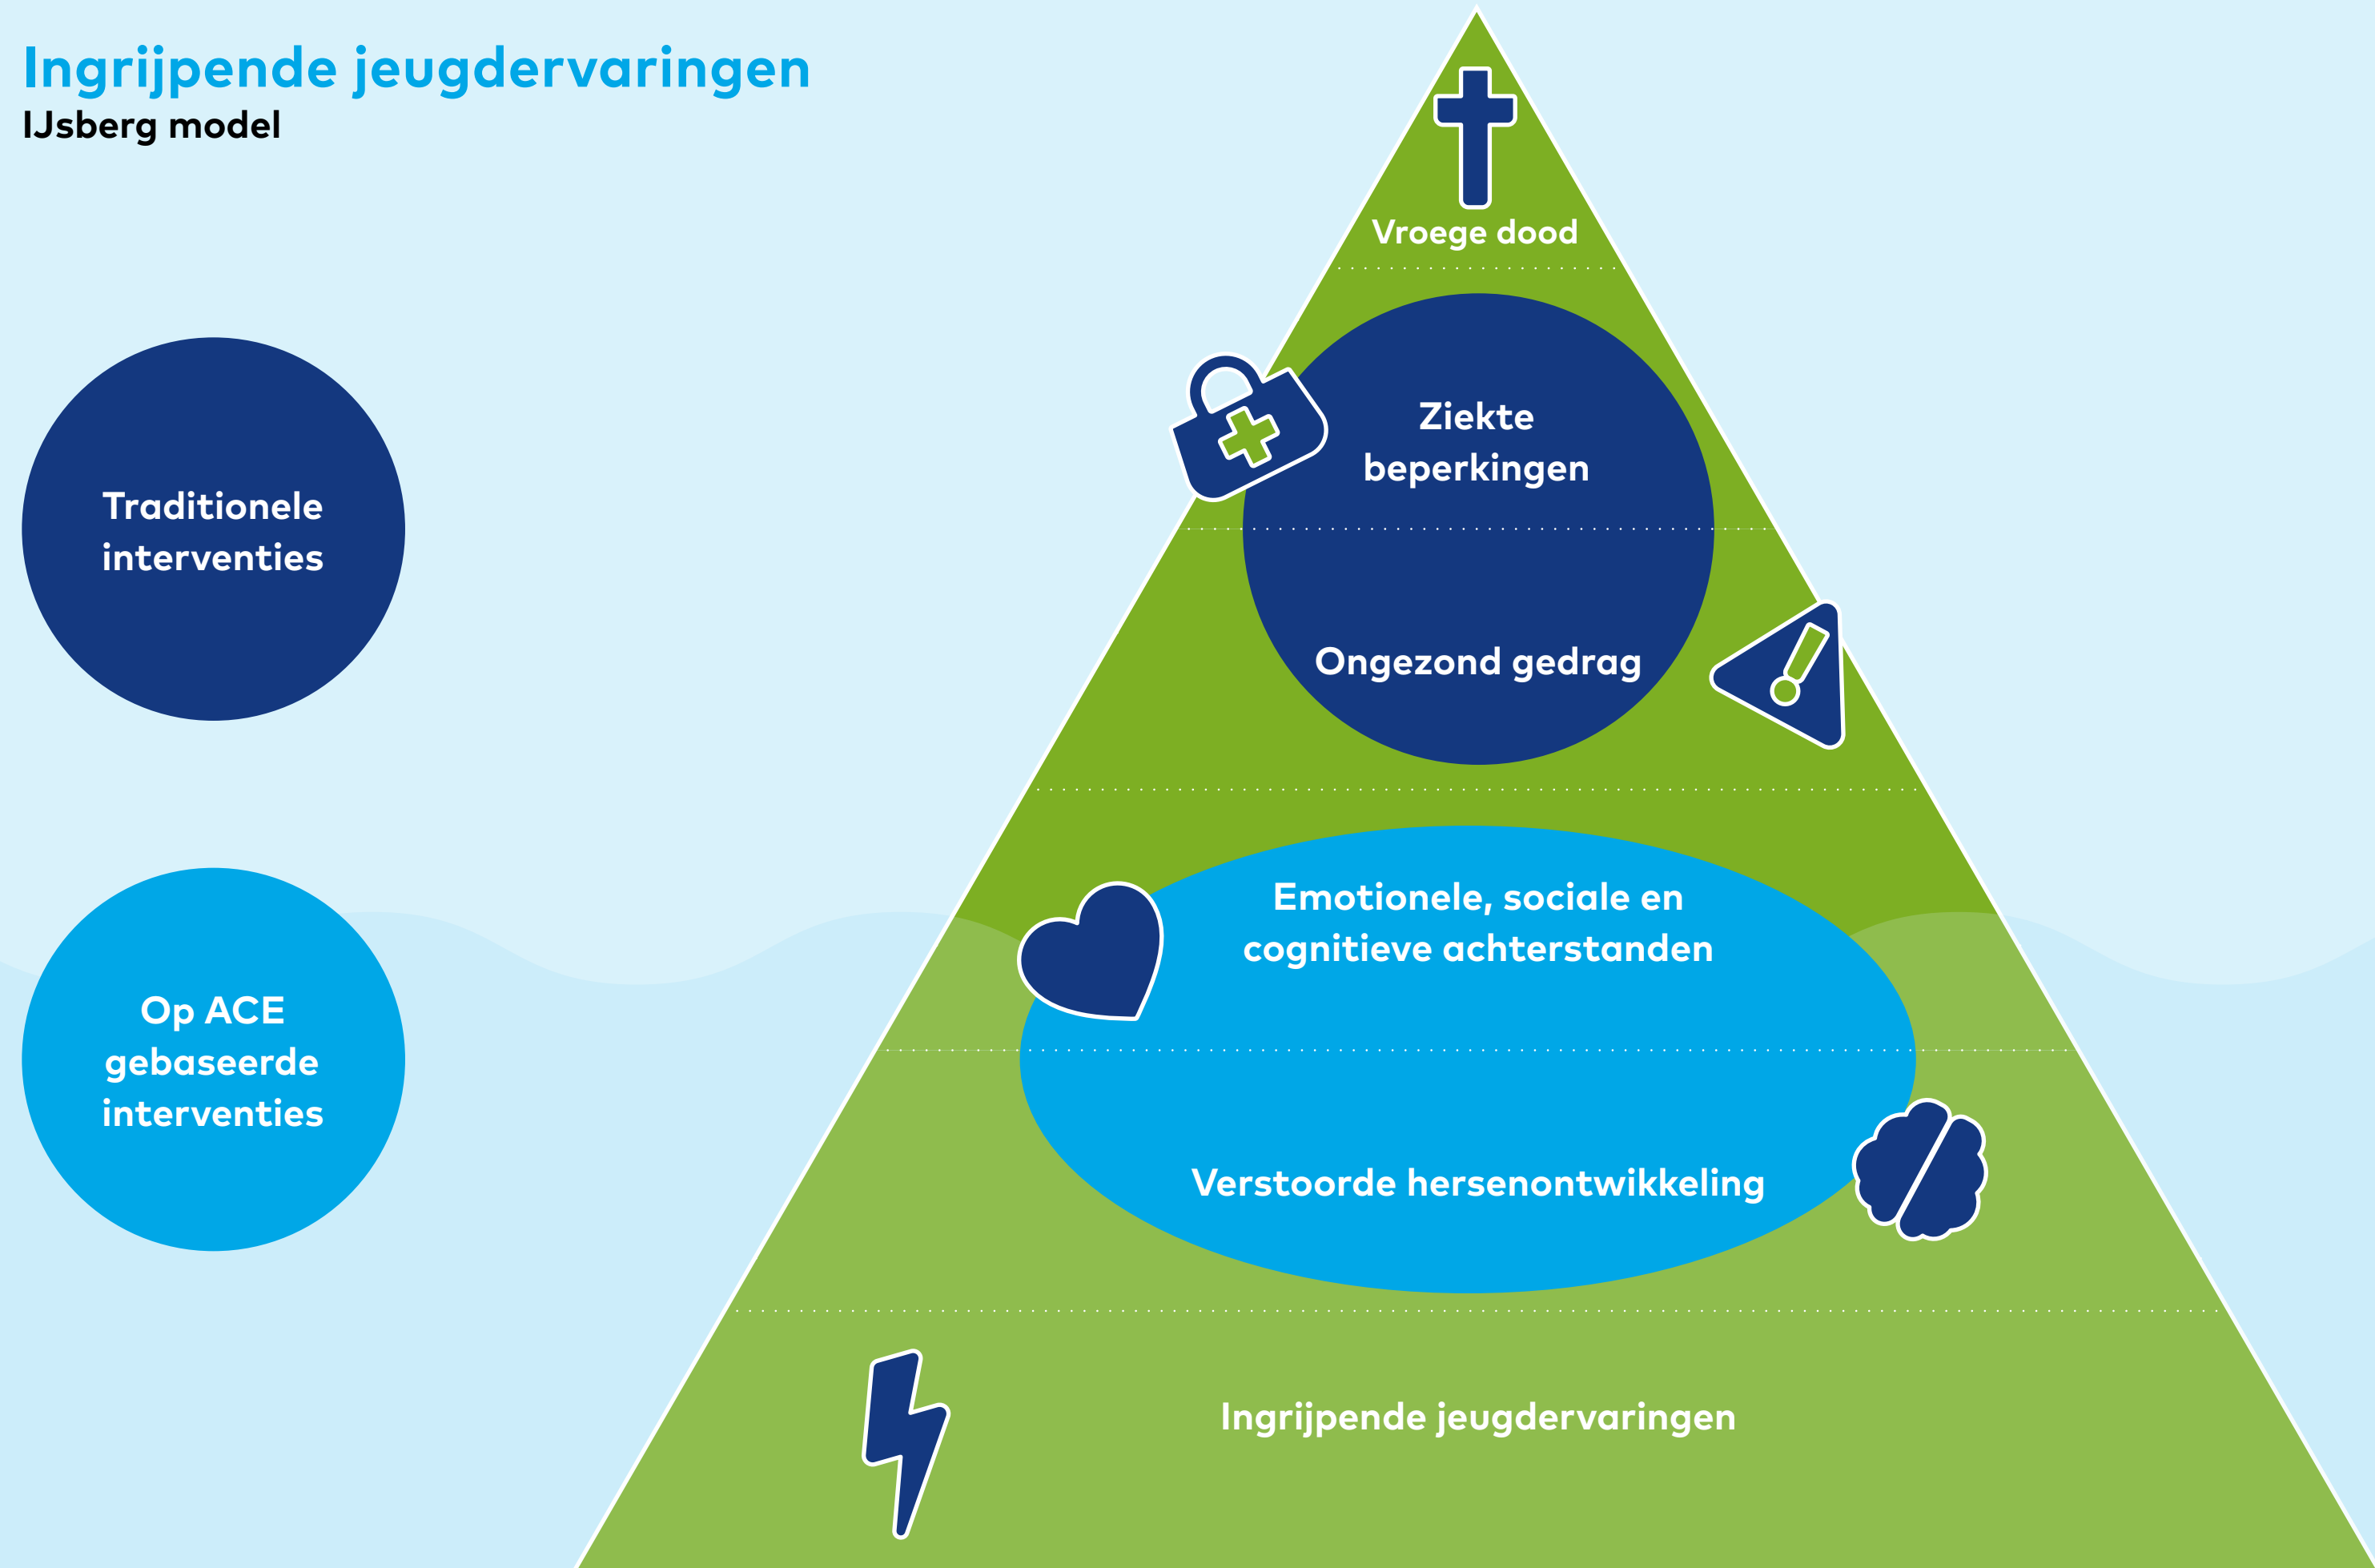 Ingrijpende jeugdervaringen
IJsberg model
Vroege dood
Ziekte
beperkingen
Traditionele
interventies
Ongezond gedrag
Emotionele, sociale en
cognitieve achterstanden
Op ACE
gebaseerde
interventies
Verstoorde hersenontwikkeling
Ingrijpende jeugdervaringen